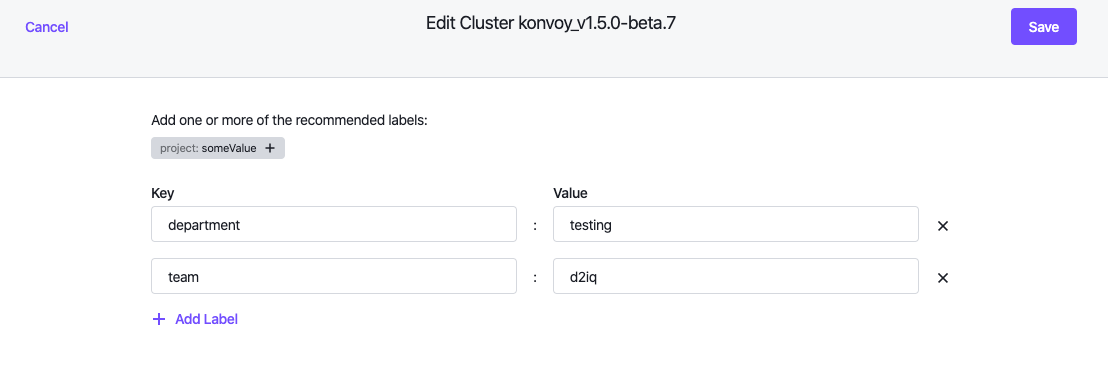 Cancel Edit Cluster konvoy_v1.5.0-beta.7 Save
Add one or more of the recommended labels:
project: someValue +
Key Value
department : testing ×
team : d2iq ×
+ Add Label